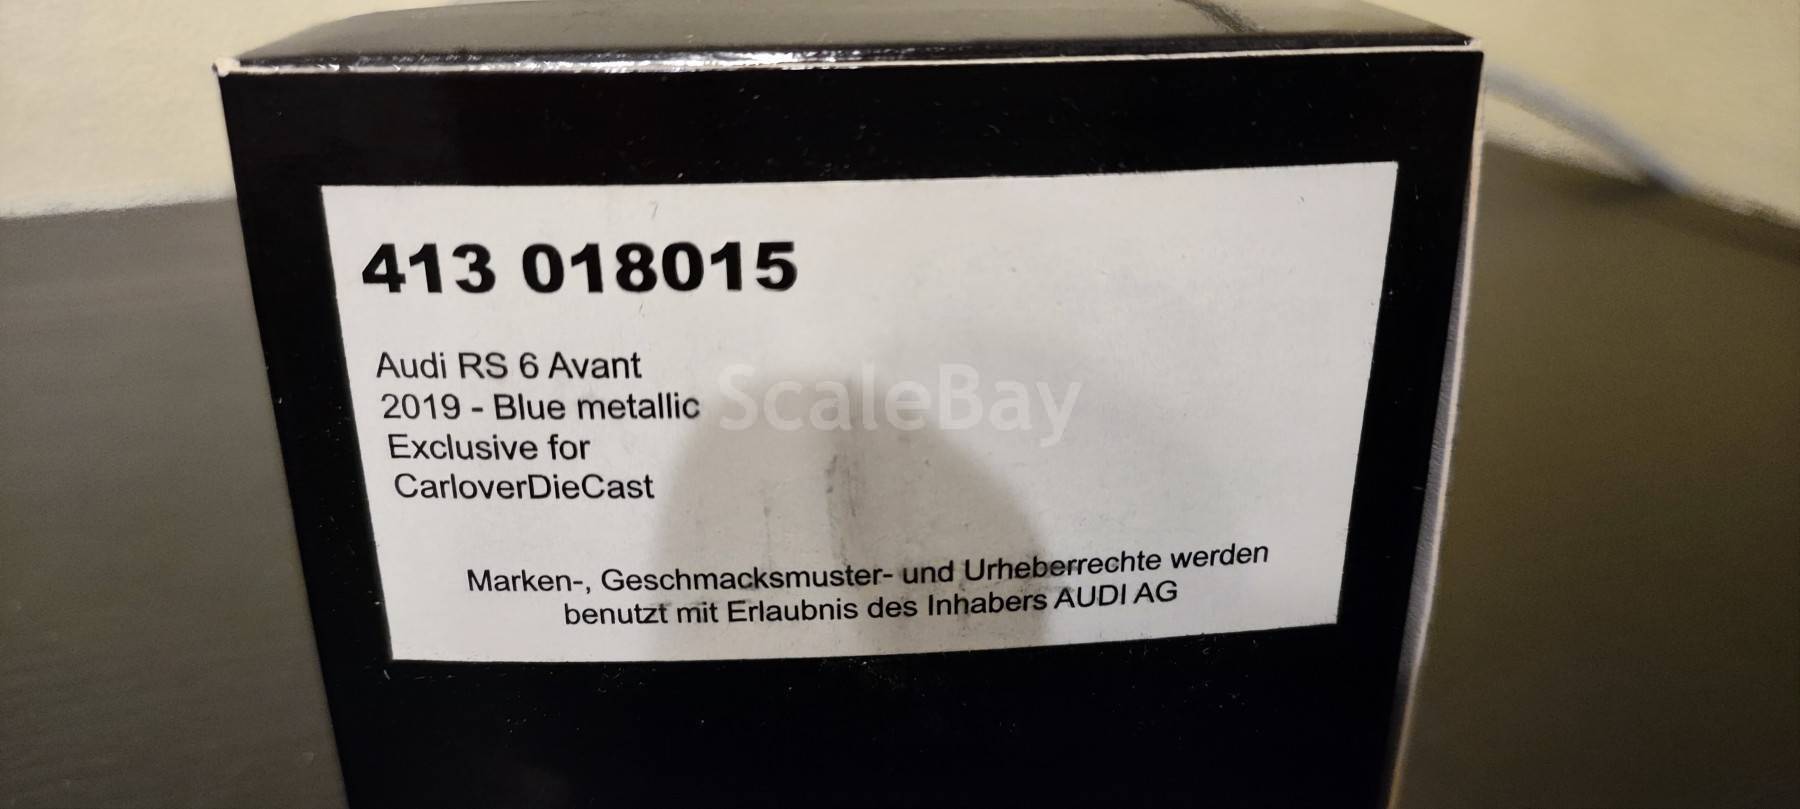 413 018015
Audi RS 6 Avant
2019 - Blue metallic
Exclusive for
CarloverDieCast
ScaleBay
Marken-, Geschmacksmuster- und Urheberrechte werden
benutzt mit Erlaubnis des Inhabers AUDI AG